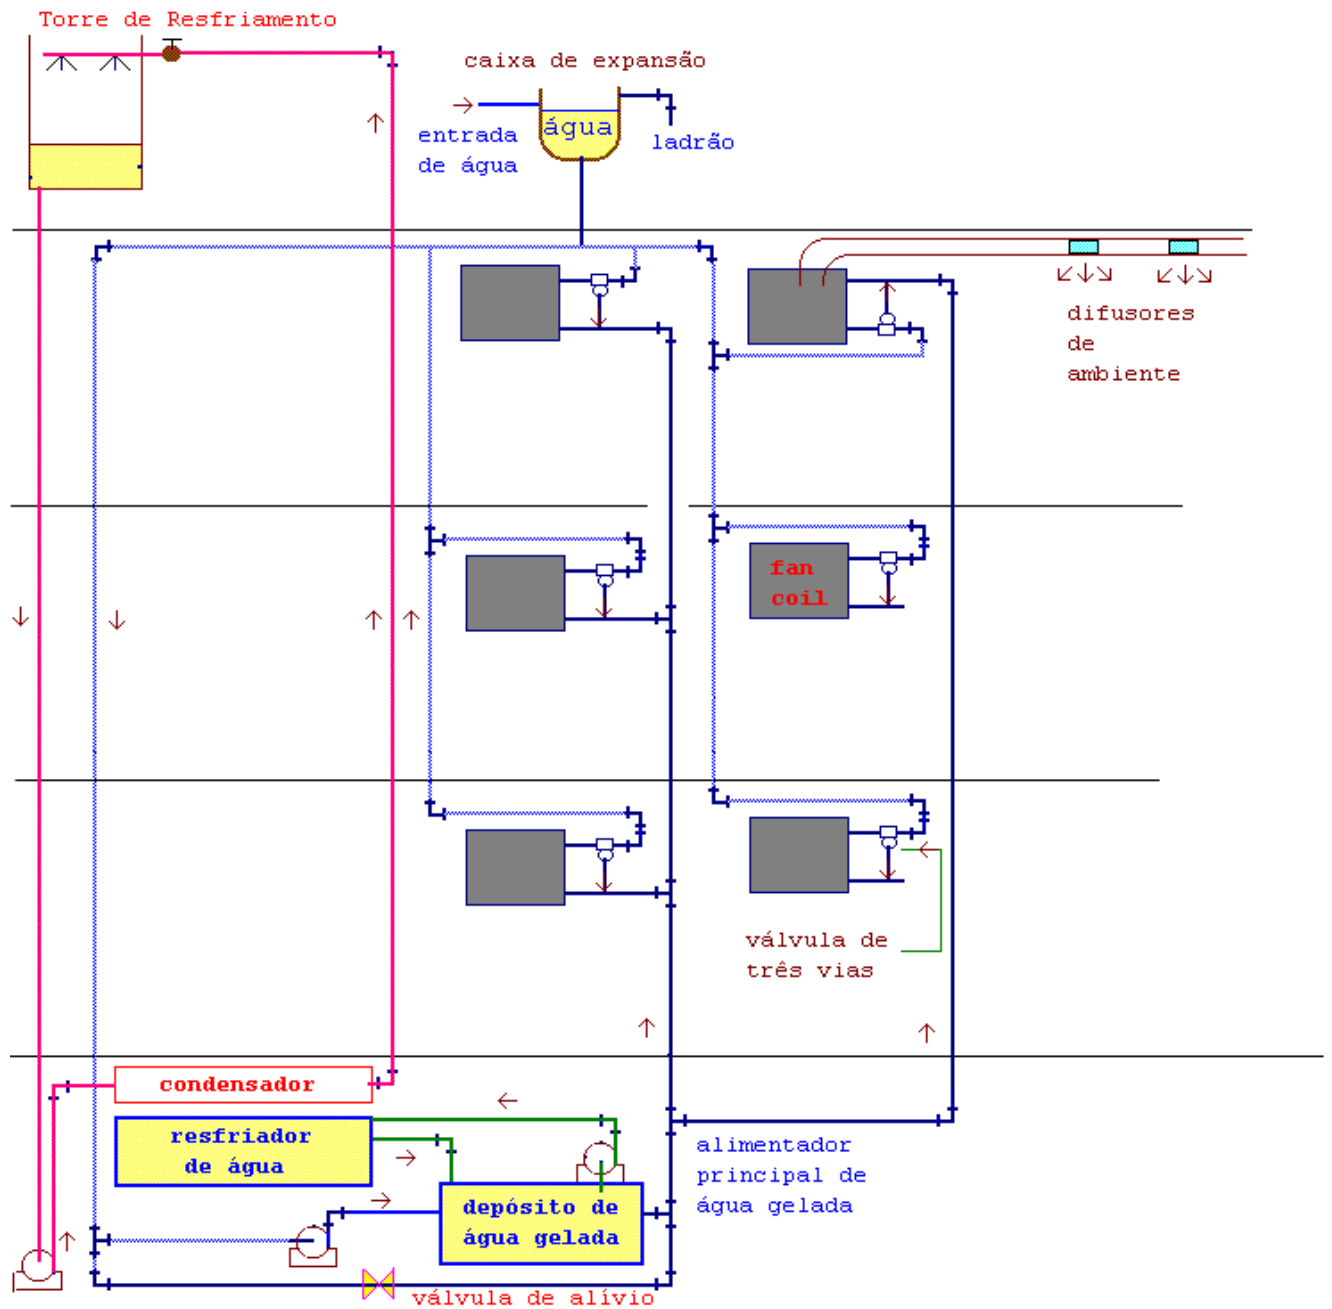 Torre de Resfriamento
caixa de expansão
água
entrada
de água
ladrão
difusores
de
ambiente
fan
coil
válvula de
três vias
condensador
resfriador
de água
alimentador
principal de
água gelada
depósito de
água gelada
válvula de alívio